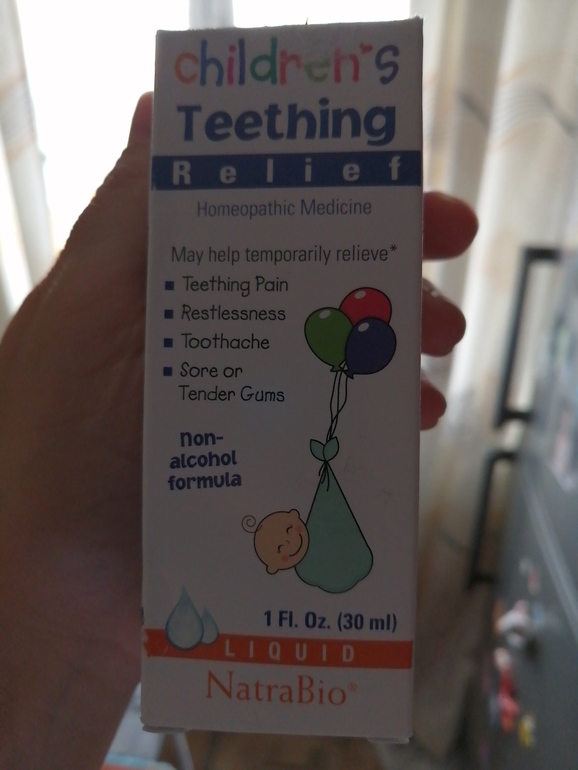 children's
Teething
Relief
Homeopathic Medicine
May help temporarily relieve*
Teething Pain
Restlessness
Toothache
Sore or
Tender Gums
Non-
alcohol
formula
1 Fl. Oz. (30 ml)
LIQUID
NatraBio®